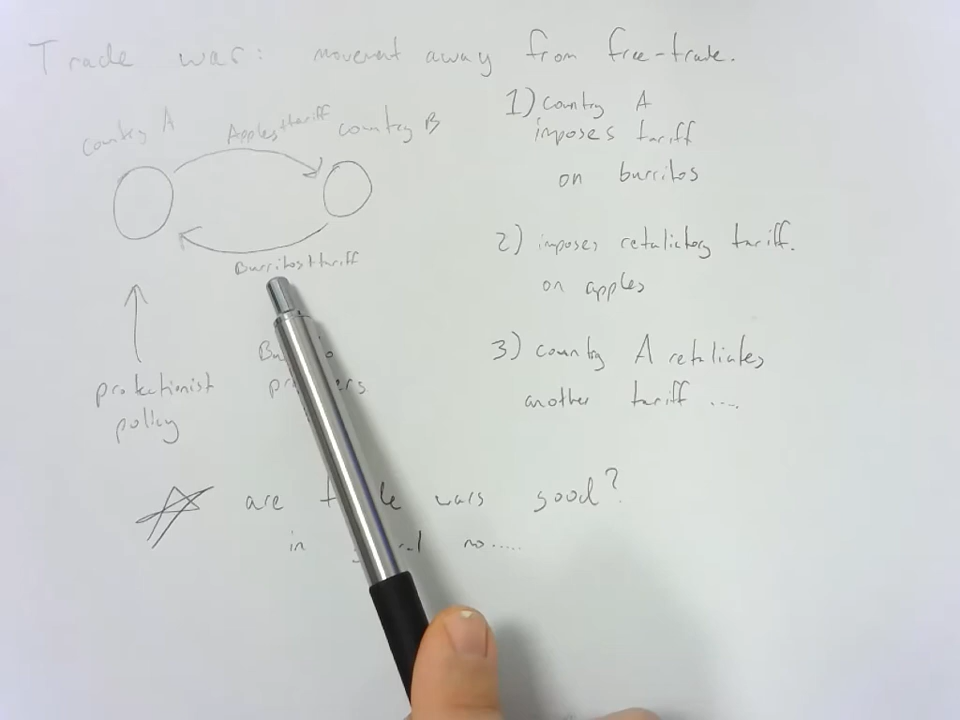 Trade war: movement away from free-trade.
country A
Apples + tariff
country B
Burritos + tariff
protectionist
policy
1) country A
imposes tariff
on burritos
2) imposes retaliatory tariff.
on apples
3) country A retaliates
another tariff ....
are wars good?
in no.....